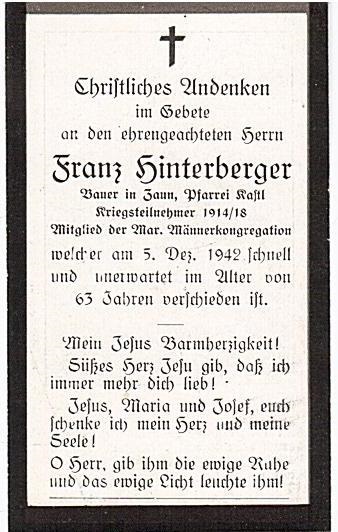 Christliches Andenken
im Gebete
an den ehrengeachteten Herrn
Franz Hinterberger
Bauer in Zaun, Pfarrei Kastl
Kriegsteilnehmer 1914/18
Mitglied der Mar. Männerkongregation
welcher am 5. Dez. 1942 schnell
und unerwartet im Alter von
63 Jahren verschieden ist.
Mein Jesus Barmherzigkeit!
Süßes Herz Jesu gib, daß ich
immer mehr dich lieb!
Jesus, Maria und Josef, euch
schenke ich mein Herz und meine
Seele!
O Herr, gib ihm die ewige Ruhe
und das ewige Licht leuchte ihm!